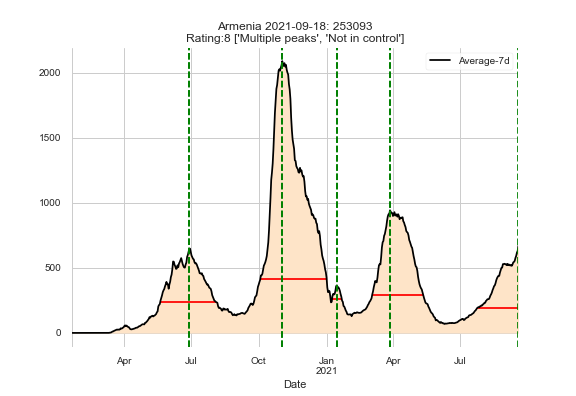 Armenia 2021-09-18: 253093
Rating:8 ['Multiple peaks', 'Not in control']
Average-7d
2000
1500
1000
500
0
Apr Jul Oct Jan Apr Jul
2021
Date